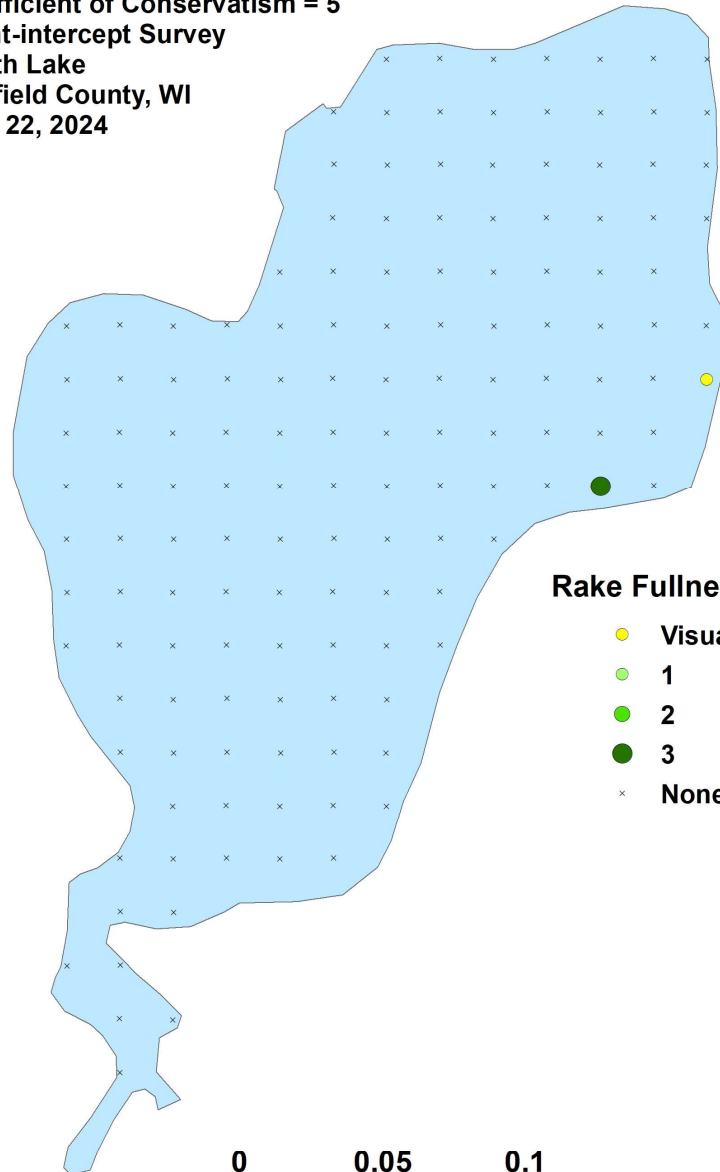 fficient of Conservatism = 5
t-intercept Survey
th Lake
field County, WI
22, 2024
Rake Fullne
Visua
1
2
3
None
0 0.05 0.1